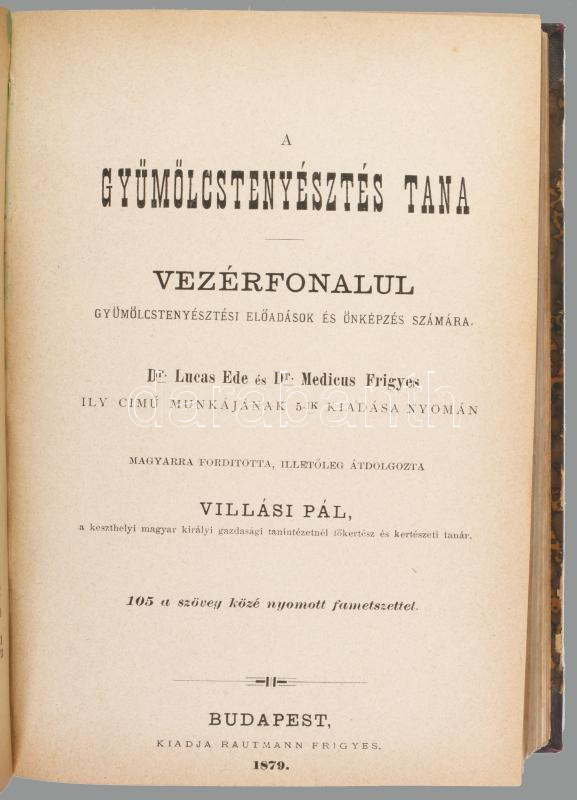 A
GYÜMÖLCSTENYÉSZTÉS TANA
VEZÉRFONALUL
GYÜMÖLCSTENYÉSZTÉSI ELŐADÁSOK ÉS ÖNKÉPZÉS SZÁMÁRA.
Dr. Lucas Ede és Dr. Medicus Frigyes
ILY CIMŰ MUNKÁJÁNAK 5-IK KIADÁSA NYOMÁN
darabanth
MAGYARRA FORDITOTTA, ILLETŐLEG ÁTDOLGOZTA
VILLÁSI PÁL,
a keszthelyi magyar királyi gazdasági tanintézetnél főkertész és kertészeti tanár.
105 a szöveg közé nyomott fametszettel.
BUDAPEST,
KIADJA RAUTMANN FRIGYES.
1879.